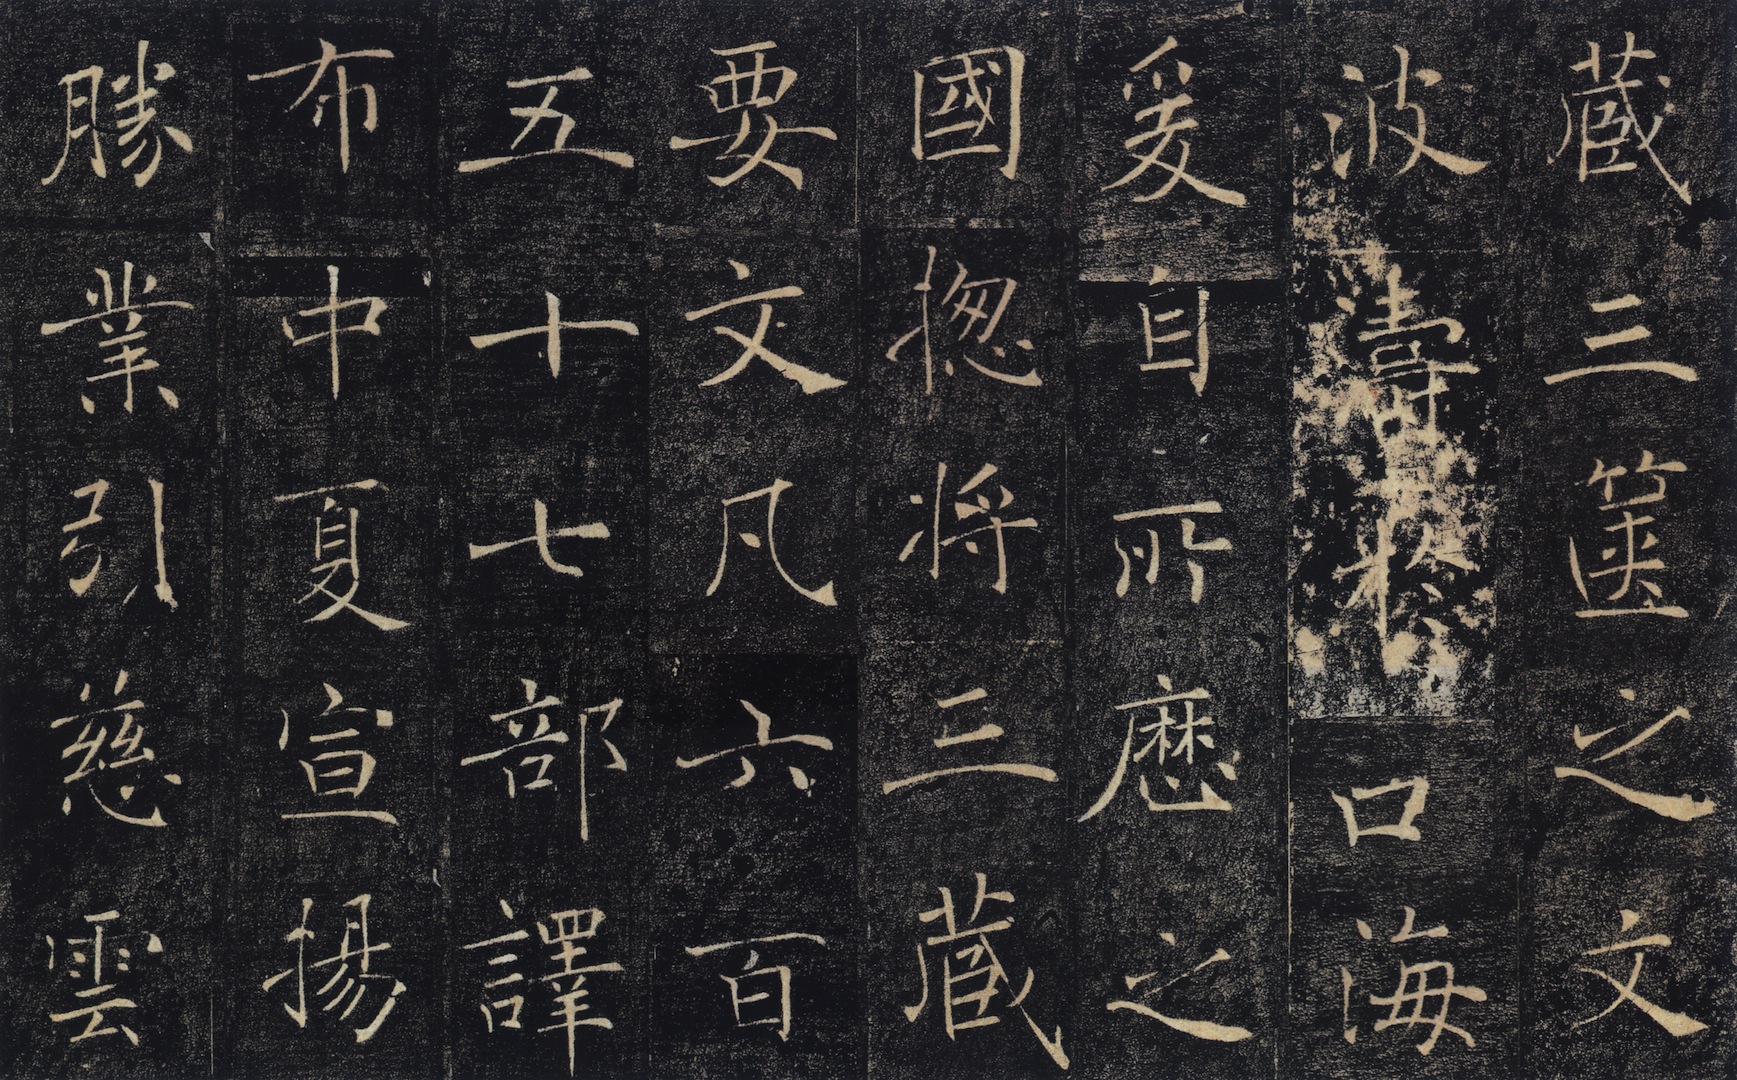 藏三篋之文
波濤於口海
爰自所歷之
國揔將三藏
要文凡六百
五十七部譯
布中夏宣揚
勝業引慈雲